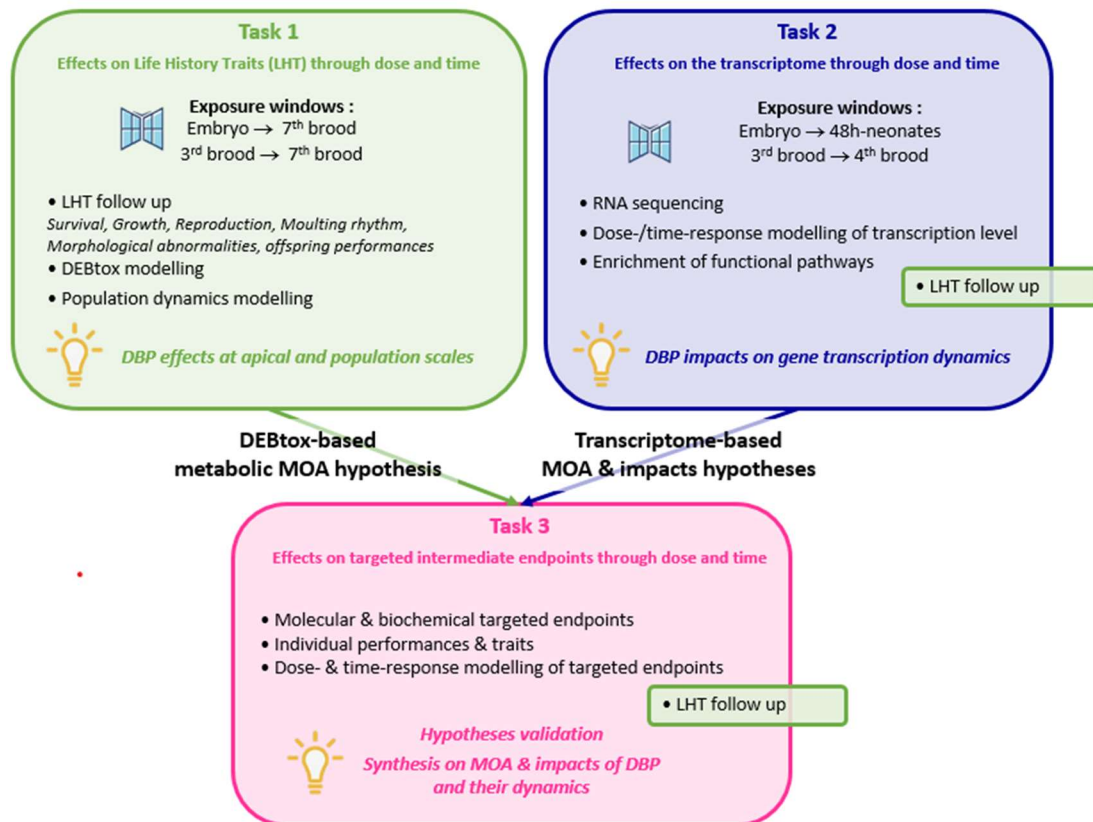 Task 1
Effects on Life History Traits (LHT) through dose and time
Exposure windows :
Embryo → 7th brood
3rd brood → 7th brood
• LHT follow up
Survival, Growth, Reproduction, Moulting rhythm,
Morphological abnormalities, offspring performances
• DEBtox modelling
• Population dynamics modelling
DBP effects at apical and population scales
Task 2
Effects on the transcriptome through dose and time
Exposure windows :
Embryo → 48h-neonates
3rd brood → 4th brood
• RNA sequencing
• Dose-/time-response modelling of transcription level
• Enrichment of functional pathways
• LHT follow up
DBP impacts on gene transcription dynamics
DEBtox-based
metabolic MOA hypothesis
Transcriptome-based
MOA & impacts hypotheses
Task 3
Effects on targeted intermediate endpoints through dose and time
• Molecular & biochemical targeted endpoints
• Individual performances & traits
• Dose- & time-response modelling of targeted endpoints
• LHT follow up
Hypotheses validation
Synthesis on MOA & impacts of DBP
and their dynamics